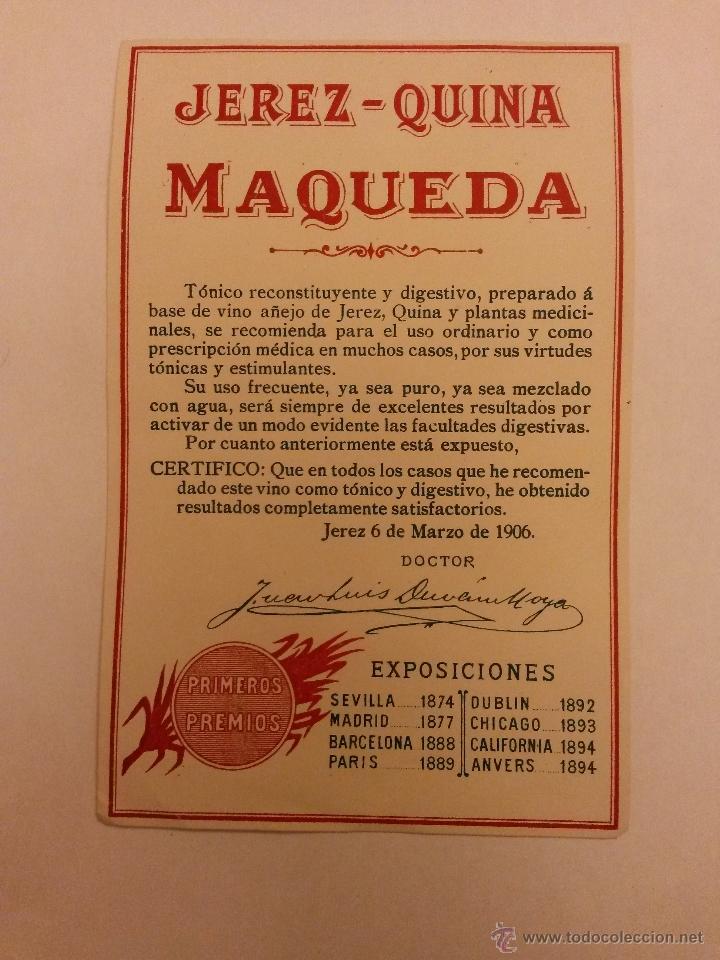 JEREZ-QUINA
MAQUEDA
Tónico reconstituyente y digestivo, preparado á
base de vino añejo de Jerez, Quina y plantas medici-
nales, se recomienda para el uso ordinario y como
prescripción médica en muchos casos, por sus virtudes
tónicas y estimulantes.
Su uso frecuente, ya sea puro, ya sea mezclado
con agua, será siempre de excelentes resultados por
activar de un modo evidente las facultades digestivas.
Por cuanto anteriormente está expuesto,
CERTIFICO: Que en todos los casos que he recomen-
dado este vino como tónico y digestivo, he obtenido
resultados completamente satisfactorios.
Jerez 6 de Marzo de 1906.
DOCTOR
Juan Luis Durán Moya
PRIMEROS
PREMIOS
EXPOSICIONES
SEVILLA 1874
MADRID 1877
BARCELONA 1888
PARIS 1889
DUBLIN 1892
CHICAGO 1893
CALIFORNIA 1894
ANVERS 1894
www.todocoleccion.net